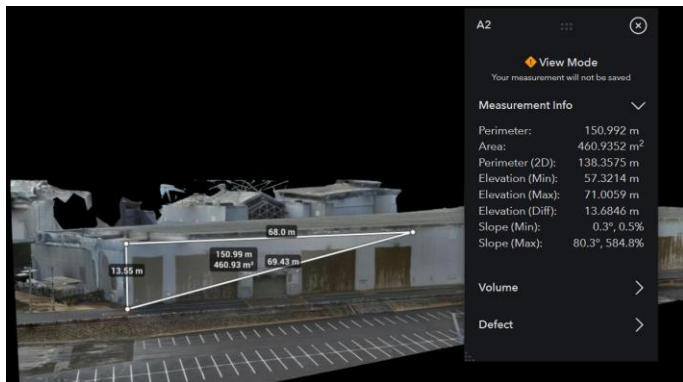 A2
View Mode
Your measurement will not be saved
Measurement Info
Perimeter: 150.992 m
Area: 460.9352 m²
Perimeter (2D): 138.3575 m
Elevation (Min): 57.3214 m
Elevation (Max): 71.0059 m
Elevation (Diff): 13.6846 m
Slope (Min): 0.3°, 0.5%
Slope (Max): 80.3°, 584.8%
Volume
Defect
68.0 m
150.99 m
460.93 m²
69.43 m
13.55 m